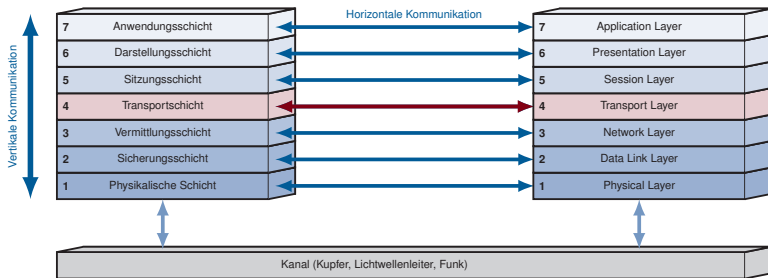 Horizontale Kommunikation
Vertikale Kommunikation
7 Anwendungsschicht 7 Application Layer
6 Darstellungsschicht 6 Presentation Layer
5 Sitzungsschicht 5 Session Layer
4 Transportschicht 4 Transport Layer
3 Vermittlungsschicht 3 Network Layer
2 Sicherungsschicht 2 Data Link Layer
1 Physikalische Schicht 1 Physical Layer
Kanal (Kupfer, Lichtwellenleiter, Funk)